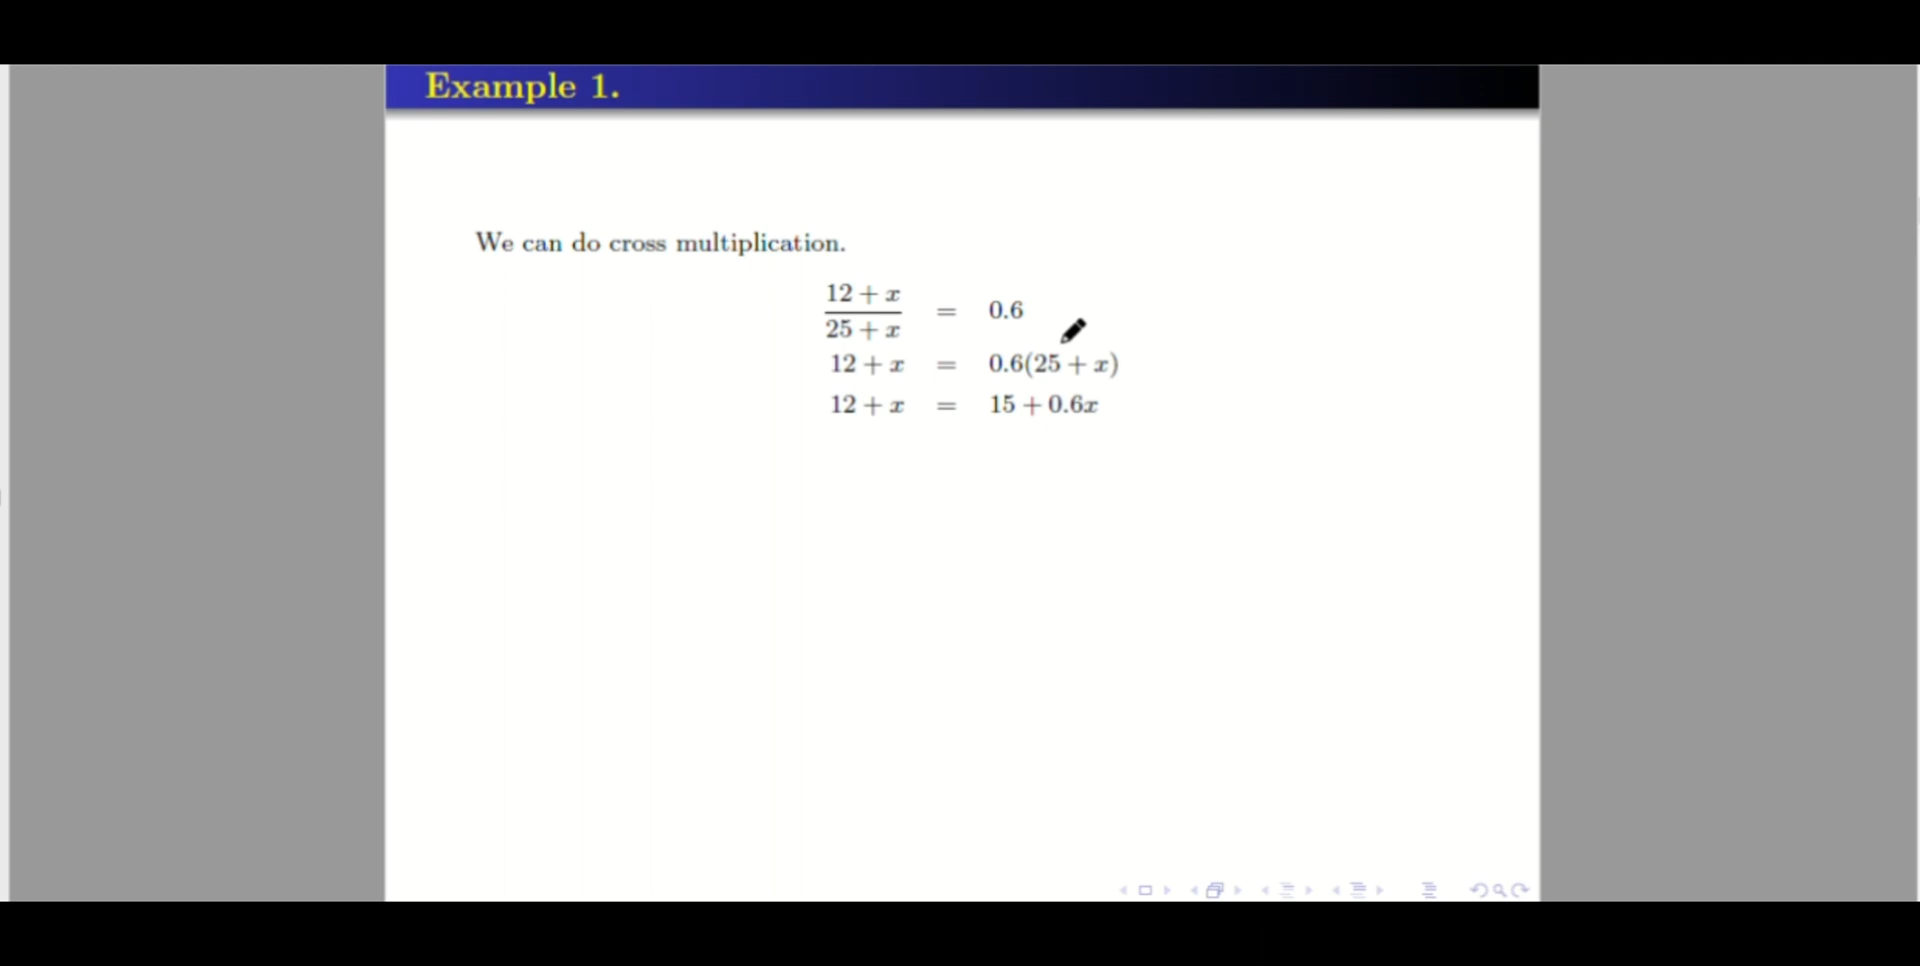 Example 1.
We can do cross multiplication.
12 + x
25 + x
= 0.6
12 + x = 0.6(25 + x)
12 + x = 15 + 0.6x